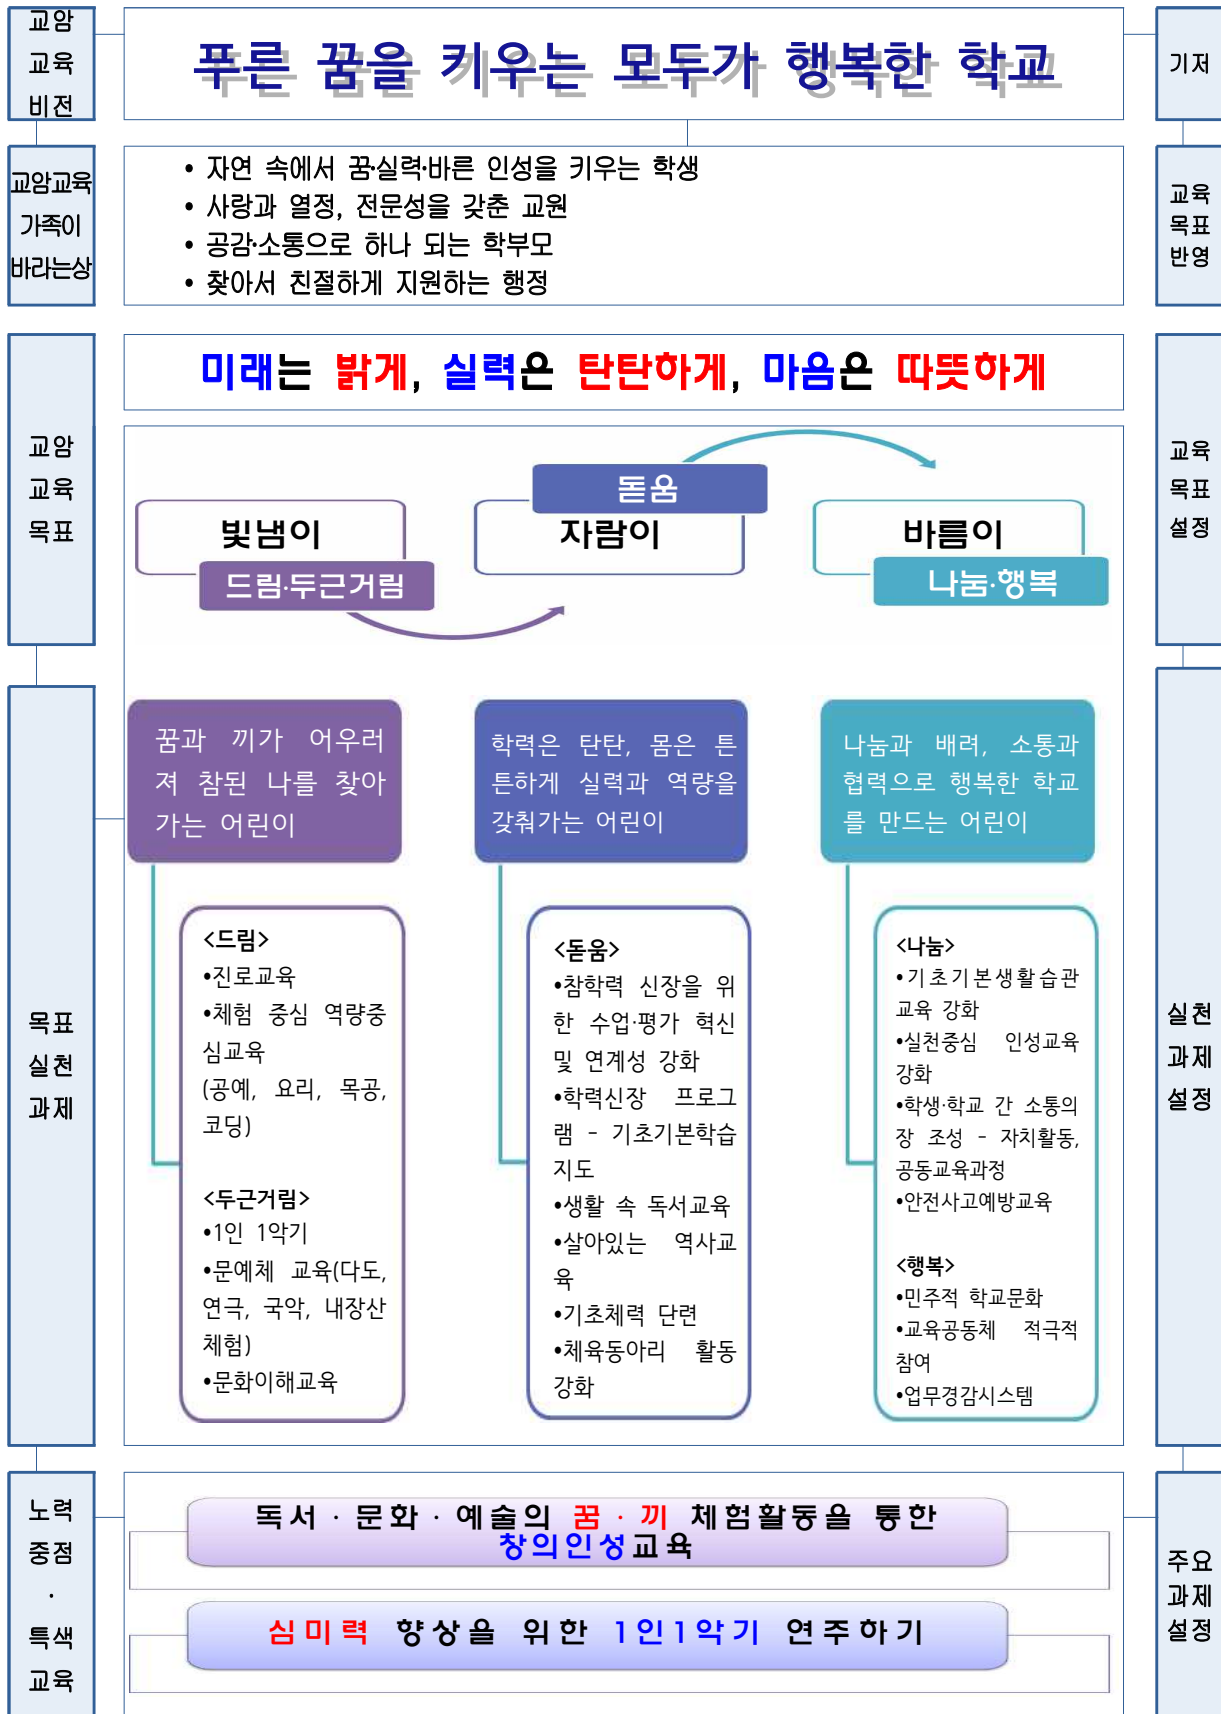 교암
교육
비전
푸른 꿈을 키우는 모두가 행복한 학교
기저
교암교육
가족이
바라는상
• 자연 속에서 꿈·실력·바른 인성을 키우는 학생
• 사랑과 열정, 전문성을 갖춘 교원
• 공감·소통으로 하나 되는 학부모
• 찾아서 친절하게 지원하는 행정
교육
목표
반영
교암
교육
목표
미래는 밝게, 실력은 탄탄하게, 마음은 따뜻하게
빛냄이
드림·두근거림
돋움
자람이
바름이
나눔·행복
교육
목표
설정
목표
실천
과제
꿈과 끼가 어우러
져 참된 나를 찾아
가는 어린이
<드림>
•진로교육
•체험 중심 역량중
심교육
(공예, 요리, 목공,
코딩)
<두근거림>
•1인 1악기
•문예체 교육(다도,
연극, 국악, 내장산
체험)
•문화이해교육
학력은 탄탄, 몸은 튼
튼하게 실력과 역량을
갖춰가는 어린이
<돋움>
•참학력 신장을 위
한 수업·평가 혁신
및 연계성 강화
•학력신장 프로그
램 - 기초기본학습
지도
•생활 속 독서교육
•살아있는 역사교
육
•기초체력 단련
•체육동아리 활동
강화
나눔과 배려, 소통과
협력으로 행복한 학교
를 만드는 어린이
<나눔>
•기초기본생활습관
교육 강화
•실천중심 인성교육
강화
•학생·학교 간 소통의
장 조성 - 자치활동,
공동교육과정
•안전사고예방교육
<행복>
•민주적 학교문화
•교육공동체 적극적
참여
•업무경감시스템
실천
과제
설정
노력
중점
·
특색
교육
독서 · 문화 · 예술의 꿈 · 끼 체험활동을 통한
창의인성교육
심미력 향상을 위한 1인1악기 연주하기
주요
과제
설정